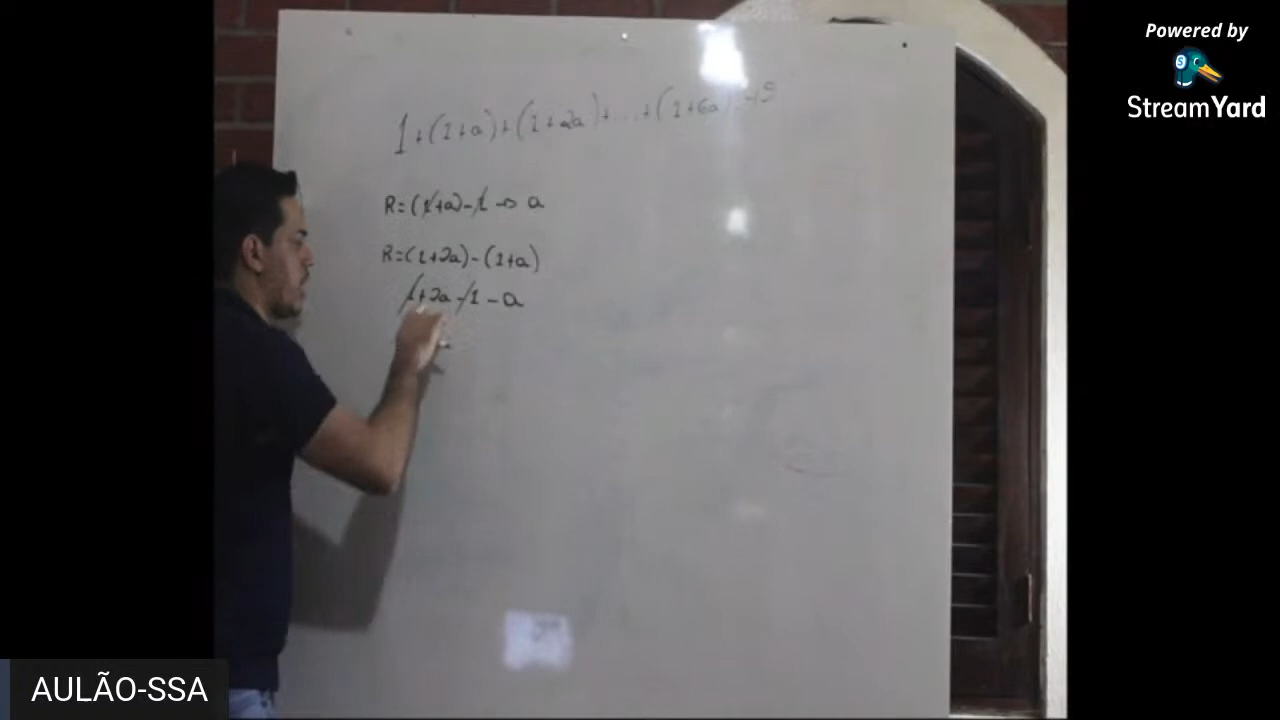 Powered by
StreamYard
1+(1+a)+(1+2a)+...+(1+6a)
R=(1+a)-1→a
R=(1+2a)-(1+a)
1+2a-1-a
AULÃO-SSA